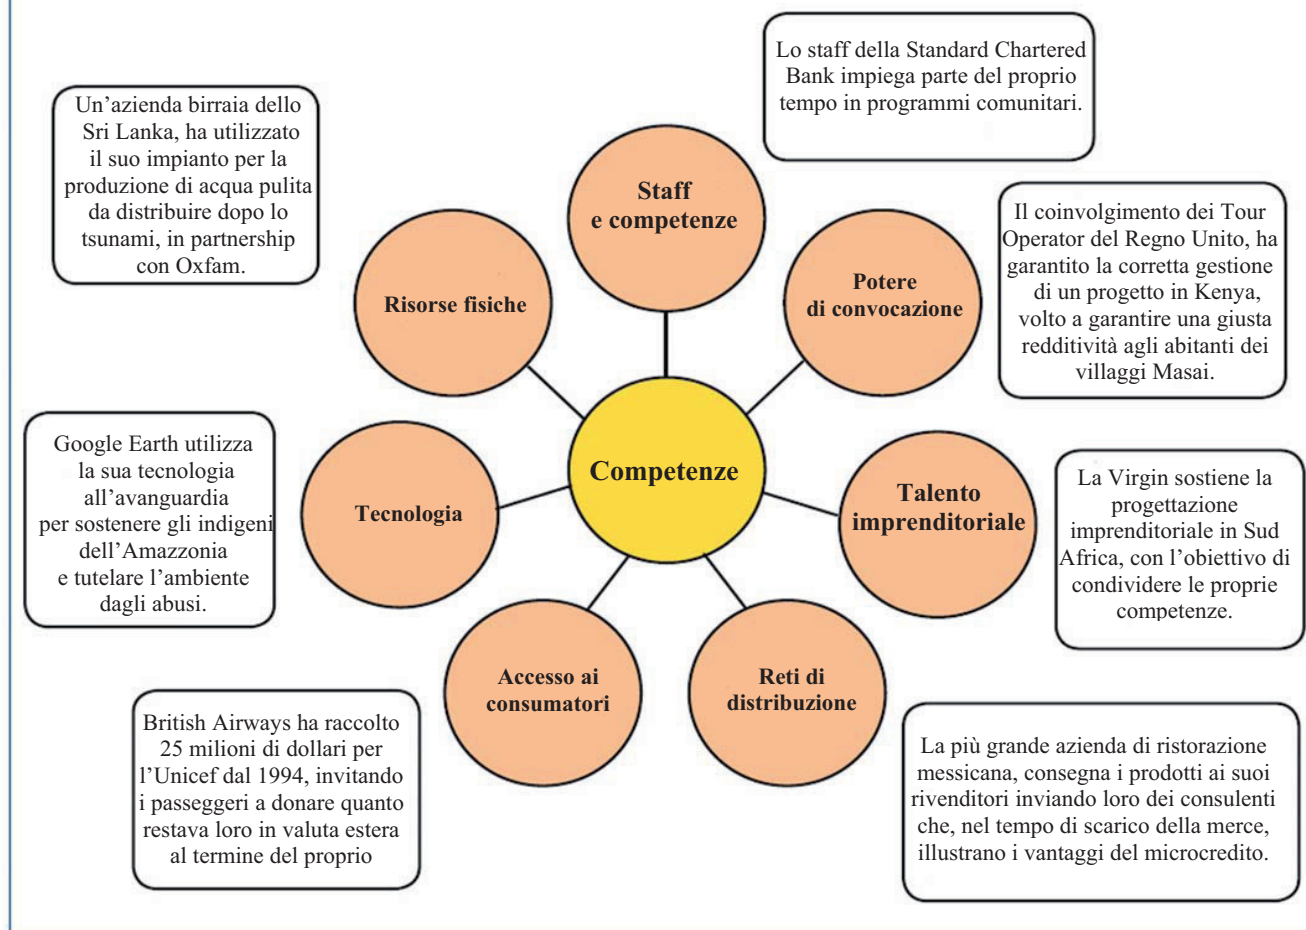 Lo staff della Standard Chartered
Bank impiega parte del proprio
tempo in programmi comunitari.
Un’azienda birraia dello
Sri Lanka, ha utilizzato
il suo impianto per la
produzione di acqua pulita
da distribuire dopo lo
tsunami, in partnership
con Oxfam.
Staff
e competenze
Il coinvolgimento dei Tour
Operator del Regno Unito, ha
garantito la corretta gestione
di un progetto in Kenya,
volto a garantire una giusta
redditività agli abitanti dei
villaggi Masai.
Risorse fisiche
Potere
di convocazione
Google Earth utilizza
la sua tecnologia
all’avanguardia
per sostenere gli indigeni
dell’Amazzonia
e tutelare l’ambiente
dagli abusi.
Tecnologia
Competenze
Talento
imprenditoriale
La Virgin sostiene la
progettazione
imprenditoriale in Sud
Africa, con l’obiettivo di
condividere le proprie
competenze.
Accesso ai
consumatori
Reti di
distribuzione
British Airways ha raccolto
25 milioni di dollari per
l’Unicef dal 1994, invitando
i passeggeri a donare quanto
restava loro in valuta estera
al termine del proprio
La più grande azienda di ristorazione
messicana, consegna i prodotti ai suoi
rivenditori inviando loro dei consulenti
che, nel tempo di scarico della merce,
illustrano i vantaggi del microcredito.